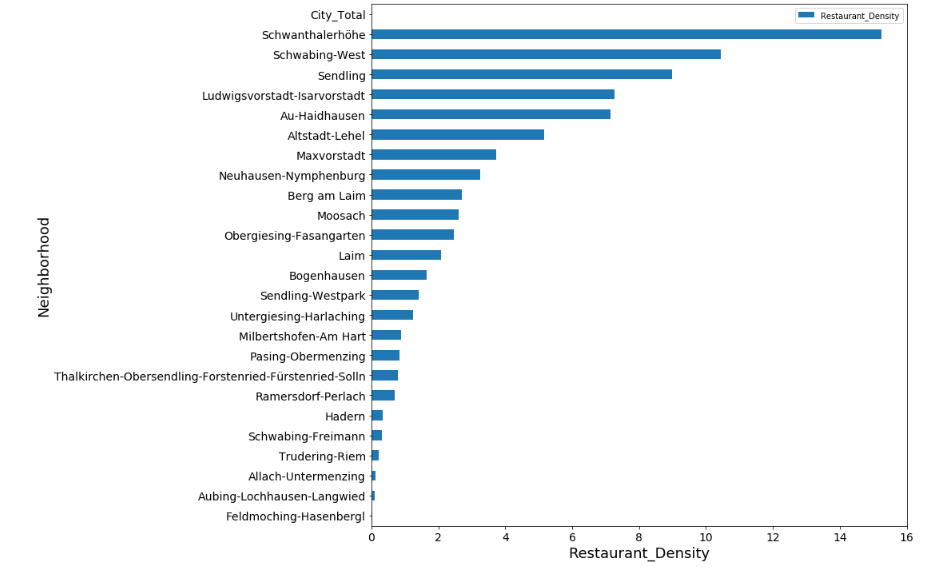 City_Total
Restaurant_Density
Schwanthalerhöhe
Schwabing-West
Sendling
Ludwigsvorstadt-Isarvorstadt
Au-Haidhausen
Altstadt-Lehel
Maxvorstadt
Neuhausen-Nymphenburg
Berg am Laim
Moosach
Obergiesing-Fasangarten
Laim
Bogenhausen
Sendling-Westpark
Untergiesing-Harlaching
Milbertshofen-Am Hart
Pasing-Obermenzing
Thalkirchen-Obersendling-Forstenried-Fürstenried-Solln
Ramersdorf-Perlach
Hadern
Schwabing-Freimann
Trudering-Riem
Allach-Untermenzing
Aubing-Lochhausen-Langwied
Feldmoching-Hasenbergl
Neighborhood
0 2 4 6 8 10 12 14 16
Restaurant_Density